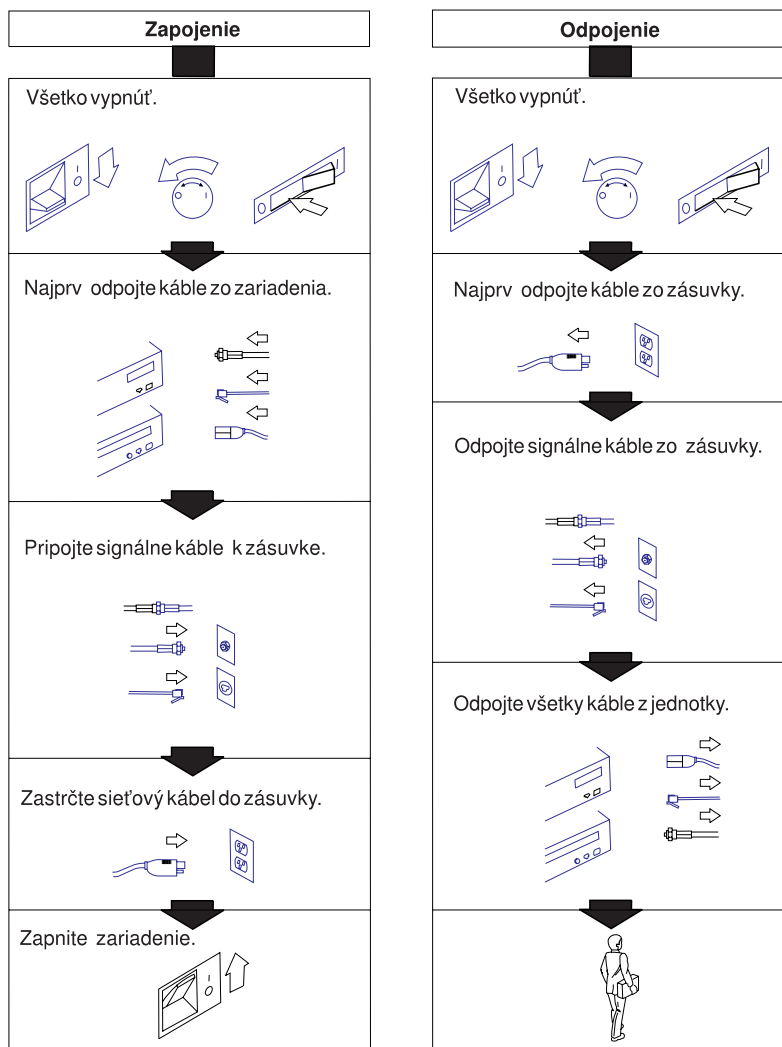 Zapojenie
Všetko vypnúť.
Najprv odpojte káble zo zariadenia.
Pripojte signálne káble k zásuvke.
Zastrčte sieťový kábel do zásuvky.
Zapnite zariadenie.
Odpojenie
Všetko vypnúť.
Najprv odpojte káble zo zásuvky.
Odpojte signálne káble zo zásuvky.
Odpojte všetky káble z jednotky.